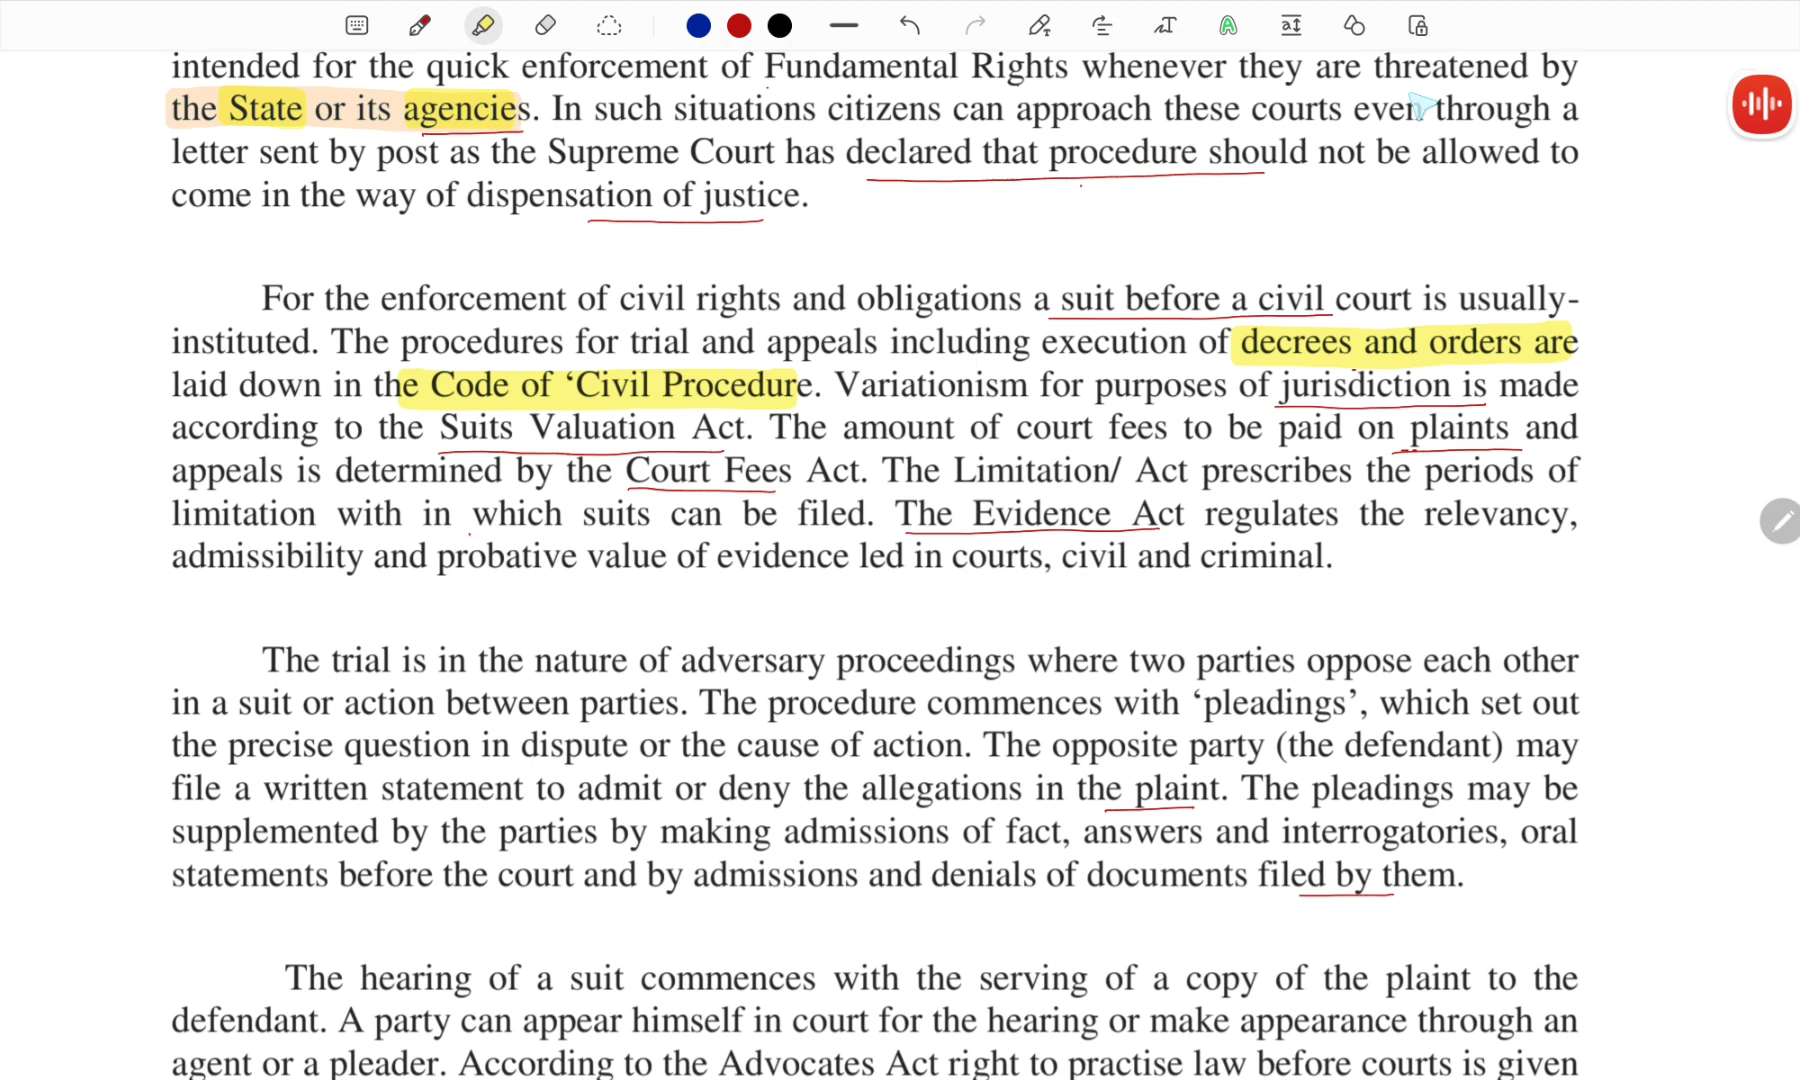 intended for the quick enforcement of Fundamental Rights whenever they are threatened by
the State or its agencies. In such situations citizens can approach these courts even through a
letter sent by post as the Supreme Court has declared that procedure should not be allowed to
come in the way of dispensation of justice.
For the enforcement of civil rights and obligations a suit before a civil court is usually-
instituted. The procedures for trial and appeals including execution of decrees and orders are
laid down in the Code of ‘Civil Procedure. Variationism for purposes of jurisdiction is made
according to the Suits Valuation Act. The amount of court fees to be paid on plaints and
appeals is determined by the Court Fees Act. The Limitation/ Act prescribes the periods of
limitation with in which suits can be filed. The Evidence Act regulates the relevancy,
admissibility and probative value of evidence led in courts, civil and criminal.
The trial is in the nature of adversary proceedings where two parties oppose each other
in a suit or action between parties. The procedure commences with ‘pleadings’, which set out
the precise question in dispute or the cause of action. The opposite party (the defendant) may
file a written statement to admit or deny the allegations in the plaint. The pleadings may be
supplemented by the parties by making admissions of fact, answers and interrogatories, oral
statements before the court and by admissions and denials of documents filed by them.
The hearing of a suit commences with the serving of a copy of the plaint to the
defendant. A party can appear himself in court for the hearing or make appearance through an
agent or a pleader. According to the Advocates Act right to practise law before courts is given